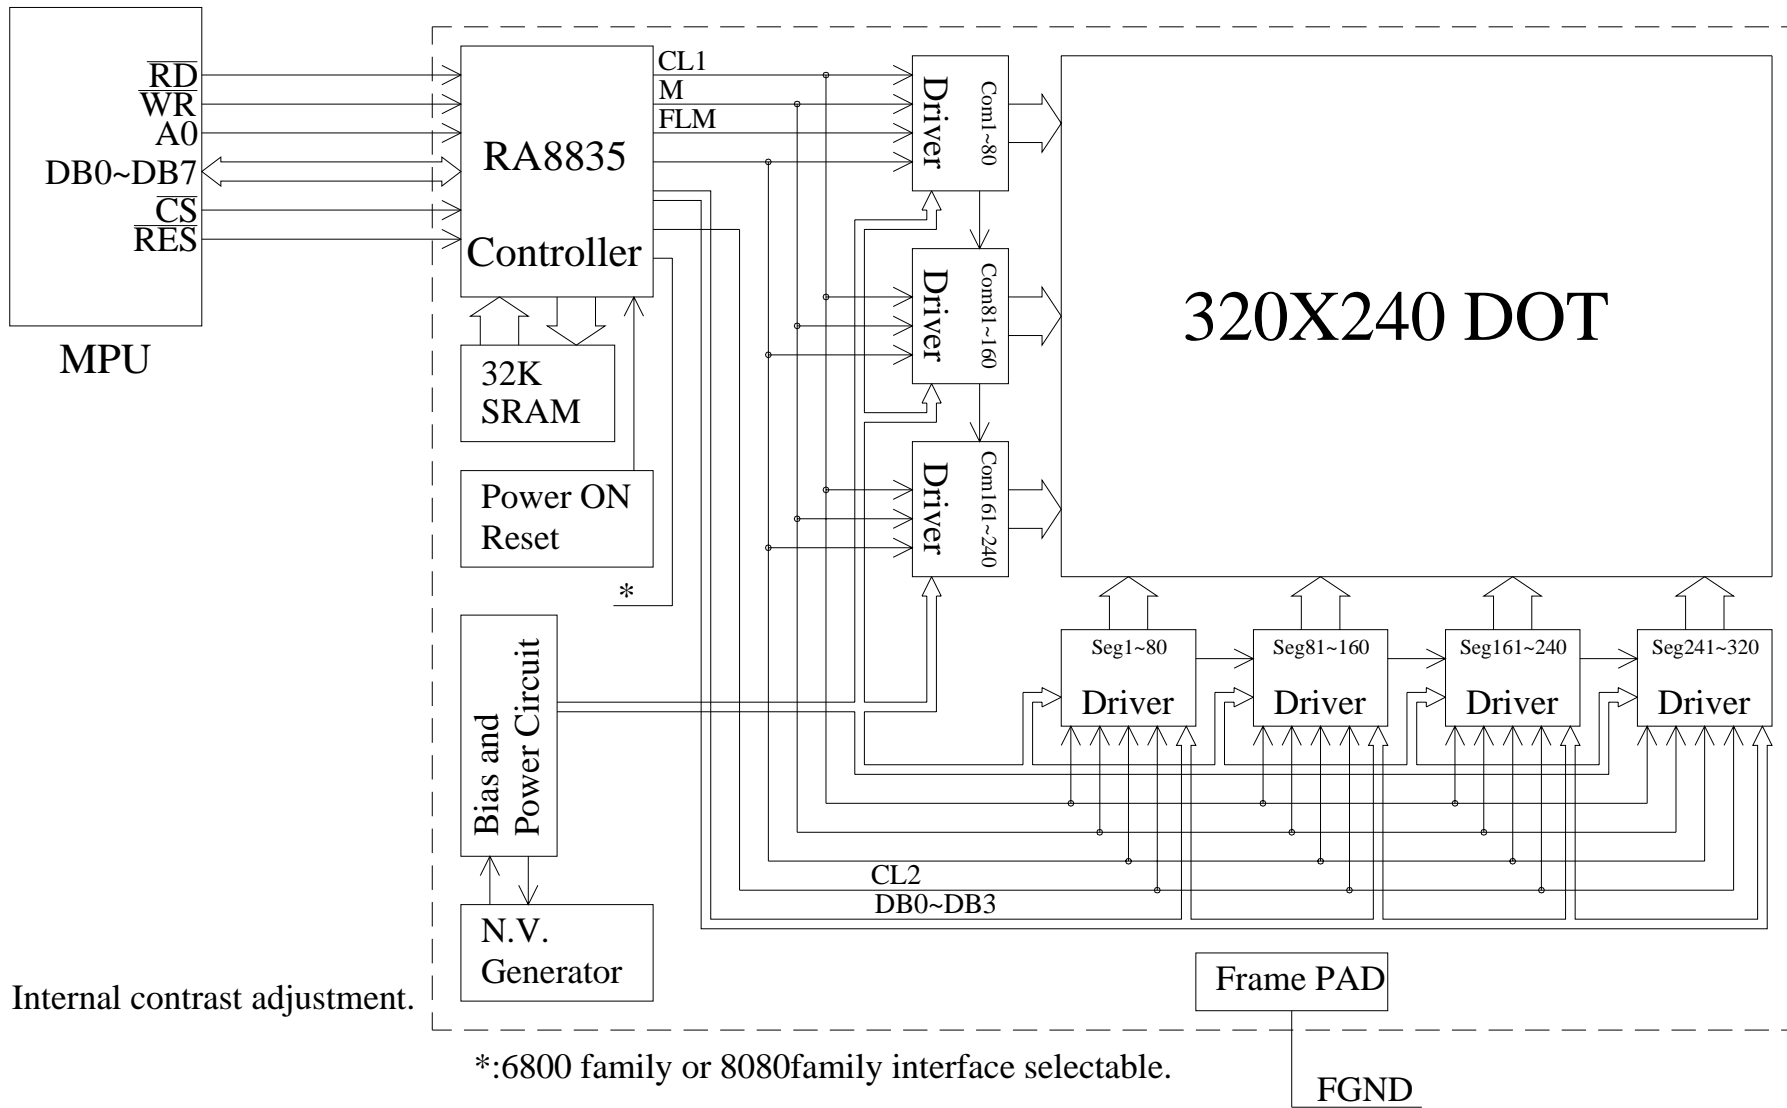 RD
WR
A0
DB0~DB7
CS
RES
MPU
RA8835
Controller
CL1
M
FLM
32K
SRAM
Power ON
Reset
*
Bias and
Power Circuit
N.V.
Generator
Driver
Com1~80
Driver
Com81~160
Driver
Com161~240
320X240 DOT
Seg1~80
Driver
Seg81~160
Driver
Seg161~240
Driver
Seg241~320
Driver
CL2
DB0~DB3
Frame PAD
Internal contrast adjustment.
*:6800 family or 8080family interface selectable.
FGND